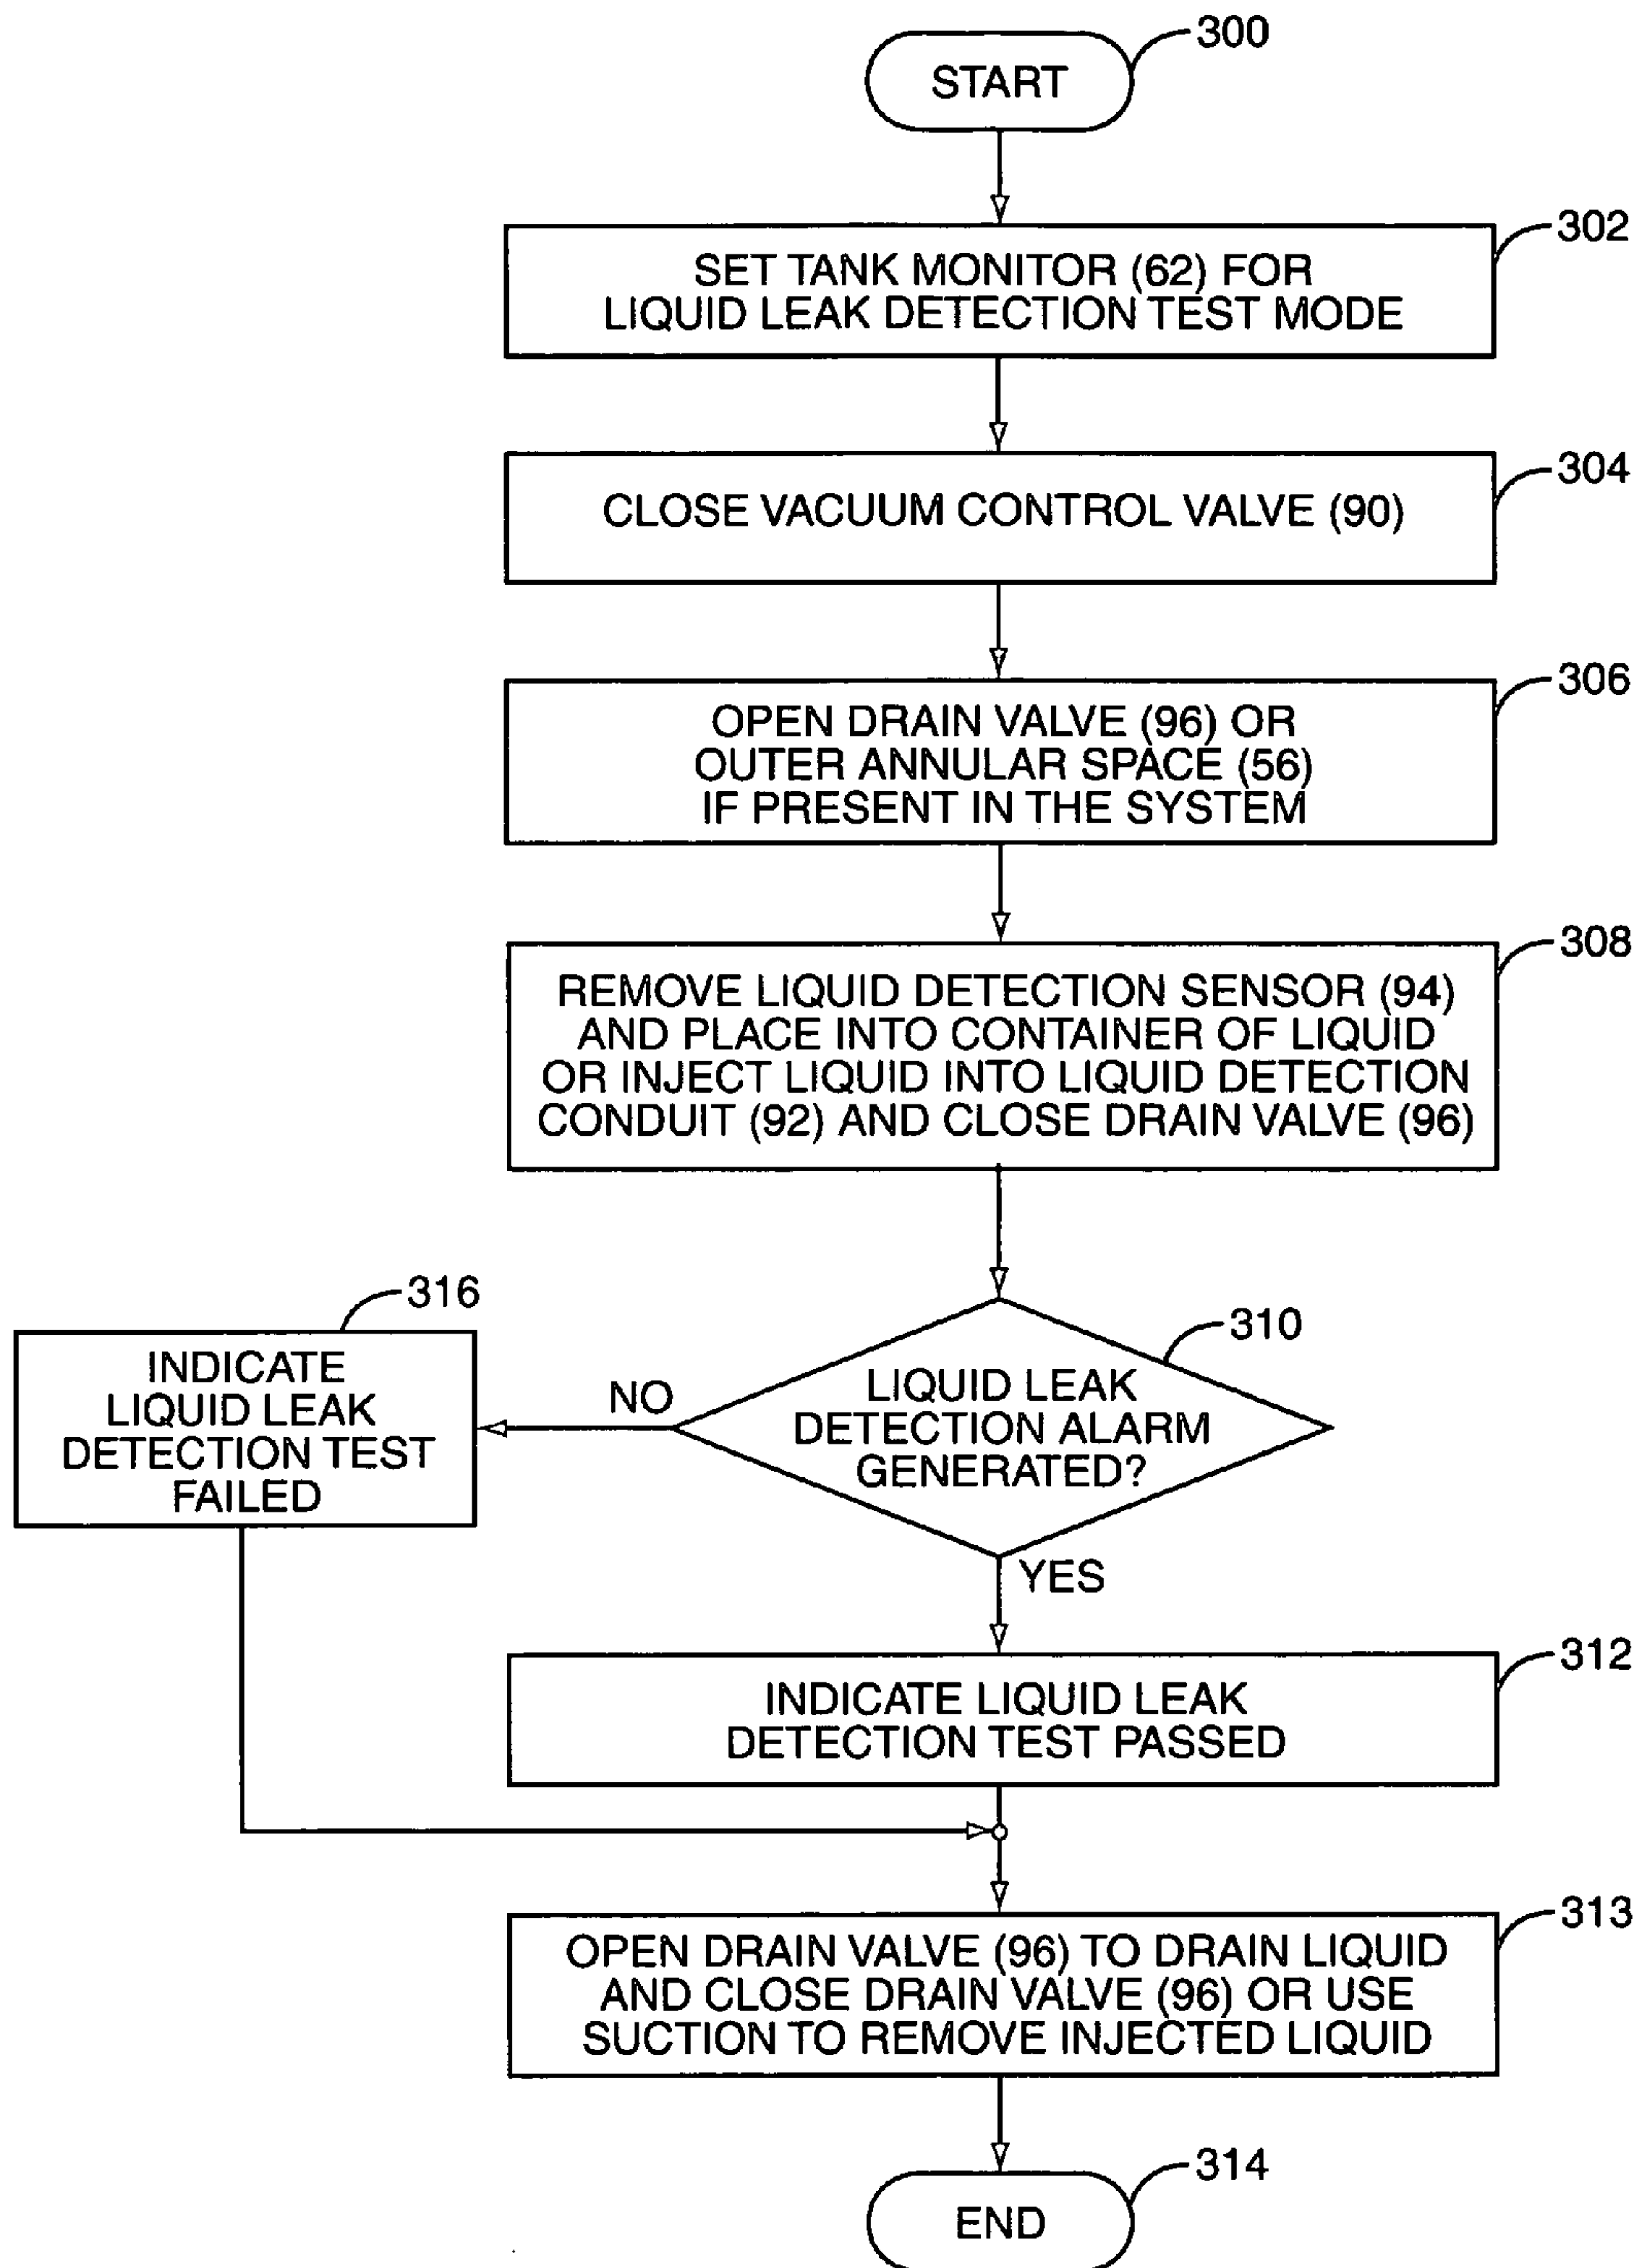 300
START
302
SET TANK MONITOR (62) FOR
LIQUID LEAK DETECTION TEST MODE
304
CLOSE VACUUM CONTROL VALVE (90)
306
OPEN DRAIN VALVE (96) OR
OUTER ANNULAR SPACE (56)
IF PRESENT IN THE SYSTEM
308
REMOVE LIQUID DETECTION SENSOR (94)
AND PLACE INTO CONTAINER OF LIQUID
OR INJECT LIQUID INTO LIQUID DETECTION
CONDUIT (92) AND CLOSE DRAIN VALVE (96)
316
INDICATE
LIQUID LEAK
DETECTION TEST
FAILED
NO
310
LIQUID LEAK
DETECTION ALARM
GENERATED?
YES
312
INDICATE LIQUID LEAK
DETECTION TEST PASSED
313
OPEN DRAIN VALVE (96) TO DRAIN LIQUID
AND CLOSE DRAIN VALVE (96) OR USE
SUCTION TO REMOVE INJECTED LIQUID
314
END